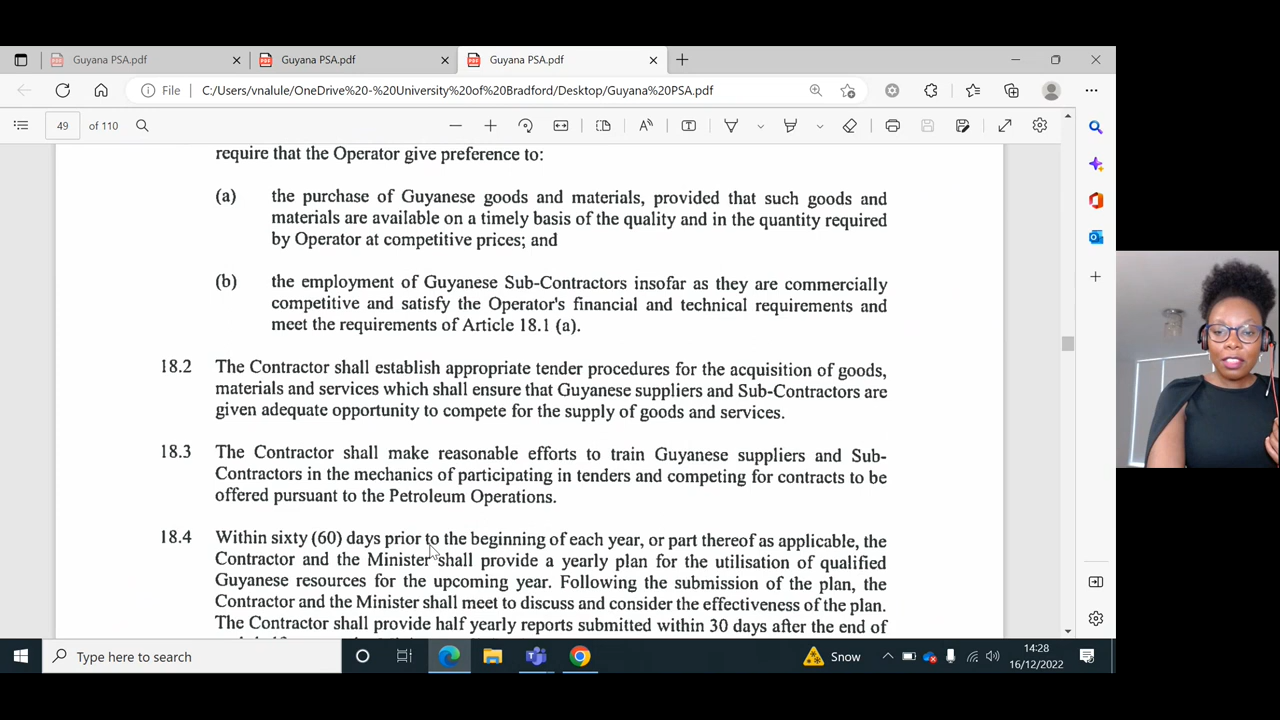 Guyana PSA.pdf
Guyana PSA.pdf
Guyana PSA.pdf
File
C:/Users/vnalule/OneDrive%20-%20University%20of%20Bradford/Desktop/Guyana%20PSA.pdf
49 of 110
require that the Operator give preference to:
(a) the purchase of Guyanese goods and materials, provided that such goods and
materials are available on a timely basis of the quality and in the quantity required
by Operator at competitive prices; and
(b) the employment of Guyanese Sub-Contractors insofar as they are commercially
competitive and satisfy the Operator's financial and technical requirements and
meet the requirements of Article 18.1 (a).
18.2 The Contractor shall establish appropriate tender procedures for the acquisition of goods,
materials and services which shall ensure that Guyanese suppliers and Sub-Contractors are
given adequate opportunity to compete for the supply of goods and services.
18.3 The Contractor shall make reasonable efforts to train Guyanese suppliers and Sub-
Contractors in the mechanics of participating in tenders and competing for contracts to be
offered pursuant to the Petroleum Operations.
18.4 Within sixty (60) days prior to the beginning of each year, or part thereof as applicable, the
Contractor and the Minister shall provide a yearly plan for the utilisation of qualified
Guyanese resources for the upcoming year. Following the submission of the plan, the
Contractor and the Minister shall meet to discuss and consider the effectiveness of the plan.
The Contractor shall provide half yearly reports submitted within 30 days after the end of
Type here to search
Snow
14:28
16/12/2022